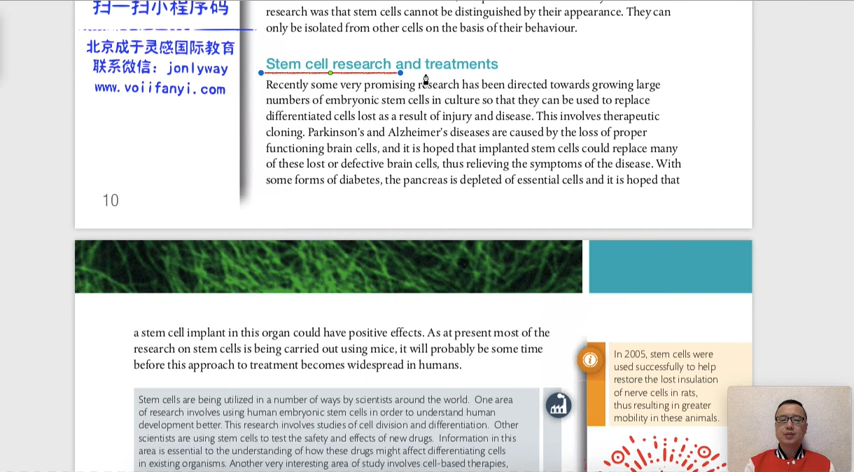 扫一扫小程序码
北京成于灵感国际教育
联系微信：jonlyway
www.voiifanyi.com
research was that stem cells cannot be distinguished by their appearance. They can
only be isolated from other cells on the basis of their behaviour.
Stem cell research and treatments
Recently some very promising research has been directed towards growing large
numbers of embryonic stem cells in culture so that they can be used to replace
differentiated cells lost as a result of injury and disease. This involves therapeutic
cloning. Parkinson's and Alzheimer's diseases are caused by the loss of proper
functioning brain cells, and it is hoped that implanted stem cells could replace many
of these lost or defective brain cells, thus relieving the symptoms of the disease. With
some forms of diabetes, the pancreas is depleted of essential cells and it is hoped that
10
a stem cell implant in this organ could have positive effects. As at present most of the
research on stem cells is being carried out using mice, it will probably be some time
before this approach to treatment becomes widespread in humans.
Stem cells are being utilized in a number of ways by scientists around the world. One area
of research involves using human embryonic stem cells in order to understand human
development better. This research involves studies of cell division and differentiation. Other
scientists are using stem cells to test the safety and effects of new drugs. Information in this
area is essential to the understanding of how these drugs might affect differentiating cells
in existing organisms. Another very interesting area of study involves cell-based therapies,
In 2005, stem cells were
used successfully to help
restore the lost insulation
of nerve cells in rats,
thus resulting in greater
mobility in these animals.